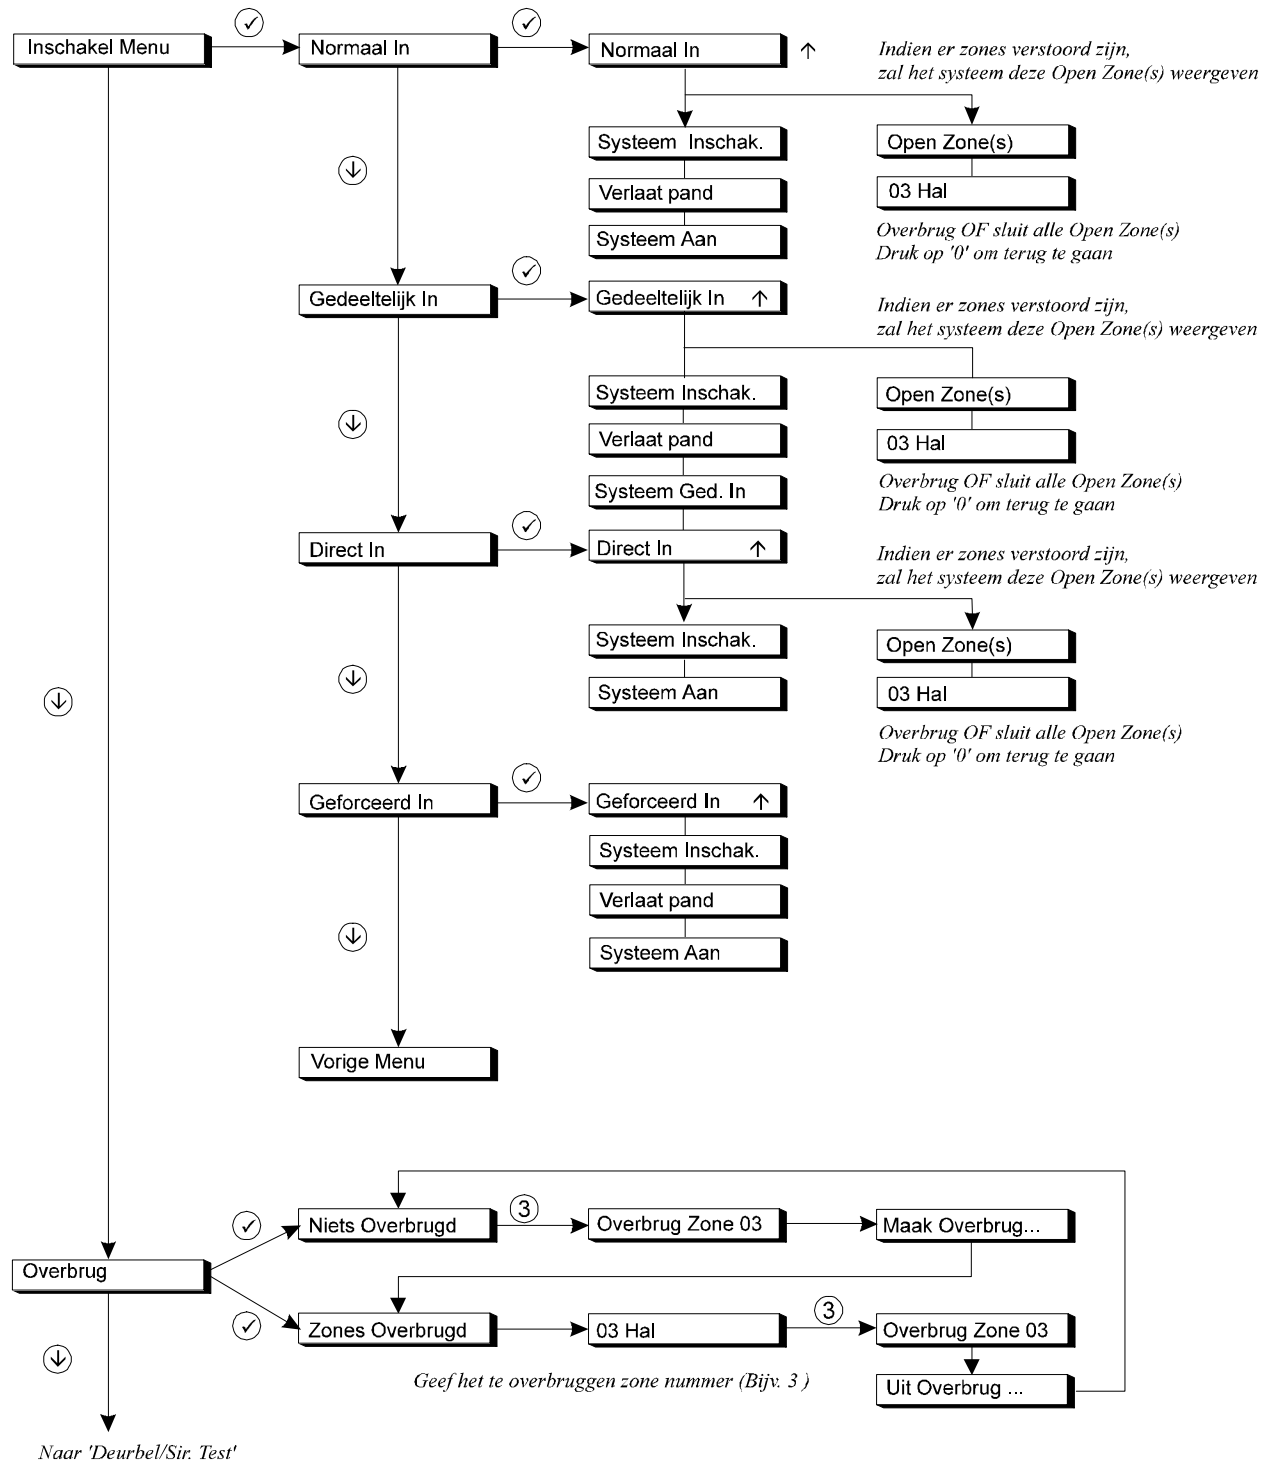 Inschakel Menu
Normaal In
Normaal In
Indien er zones verstoord zijn,
zal het systeem deze Open Zone(s) weergeven
Systeem Inschak.
Open Zone(s)
Verlaat pand
03 Hal
Systeem Aan
Overbrug OF sluit alle Open Zone(s)
Druk op '0' om terug te gaan
Gedeeltelijk In
Gedeeltelijk In
Indien er zones verstoord zijn,
zal het systeem deze Open Zone(s) weergeven
Systeem Inschak.
Open Zone(s)
Verlaat pand
03 Hal
Systeem Ged. In
Overbrug OF sluit alle Open Zone(s)
Druk op '0' om terug te gaan
Direct In
Direct In
Indien er zones verstoord zijn,
zal het systeem deze Open Zone(s) weergeven
Systeem Inschak.
Open Zone(s)
Systeem Aan
03 Hal
Overbrug OF sluit alle Open Zone(s)
Druk op '0' om terug te gaan
Geforceerd In
Geforceerd In
Systeem Inschak.
Verlaat pand
Systeem Aan
Vorige Menu
Niets Overbrugd
3
Overbrug Zone 03
Maak Overbrug...
Overbrug
Zones Overbrugd
03 Hal
3
Overbrug Zone 03
Geef het te overbruggen zone nummer (Bijv. 3 )
Uit Overbrug ...
Naar 'Deurbel/Sir. Test'